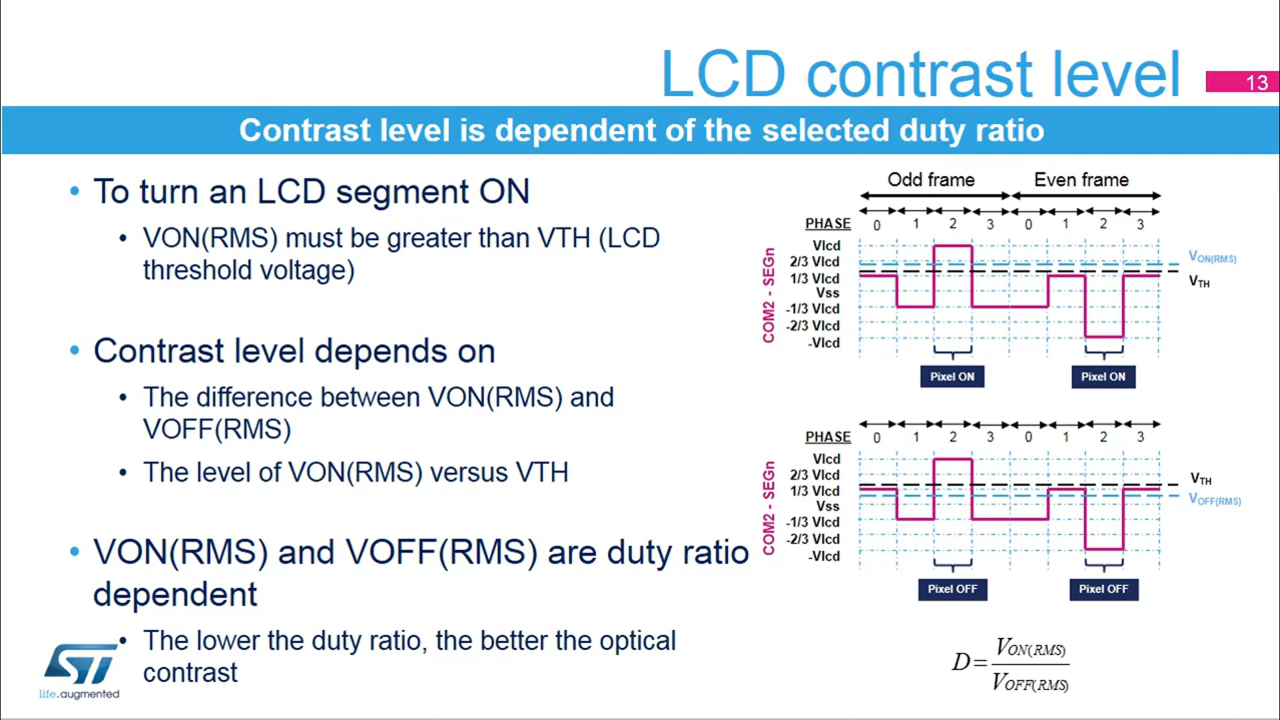 LCD contrast level
13
Contrast level is dependent of the selected duty ratio
• To turn an LCD segment ON
• VON(RMS) must be greater than VTH (LCD
threshold voltage)
• Contrast level depends on
• The difference between VON(RMS) and
VOFF(RMS)
• The level of VON(RMS) versus VTH
• VON(RMS) and VOFF(RMS) are duty ratio
dependent
• The lower the duty ratio, the better the optical
contrast
ST
life.augmented
Odd frame Even frame
PHASE 0 1 2 3 0 1 2 3
COM2 - SEGn
Vlcd
2/3 Vlcd
1/3 Vlcd
Vss
-1/3 Vlcd
-2/3 Vlcd
-Vlcd
VON(RMS)
VTH
Pixel ON Pixel ON
PHASE 0 1 2 3 0 1 2 3
COM2 - SEGn
Vlcd
2/3 Vlcd
1/3 Vlcd
Vss
-1/3 Vlcd
-2/3 Vlcd
-Vlcd
VTH
VOFF(RMS)
Pixel OFF Pixel OFF
D = VON(RMS)
VOFF(RMS)